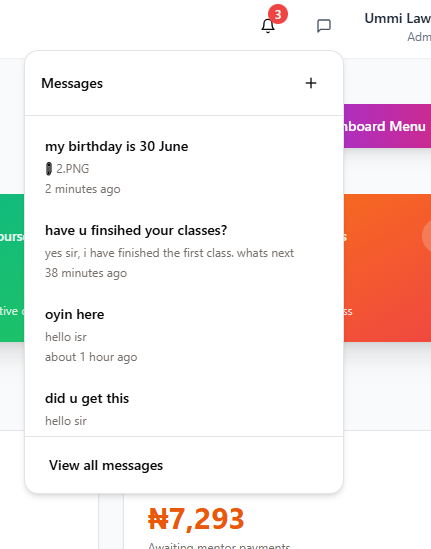 3
Ummi Law
Adm
Messages
+
nboard Menu
my birthday is 30 June
2.PNG
2 minutes ago
have u finsihed your classes?
yes sir, i have finished the first class. whats next
38 minutes ago
ourse
s
oyin here
hello isr
about 1 hour ago
tive c
ss
did u get this
hello sir
View all messages
₦7,293
Awaiting mentor payments